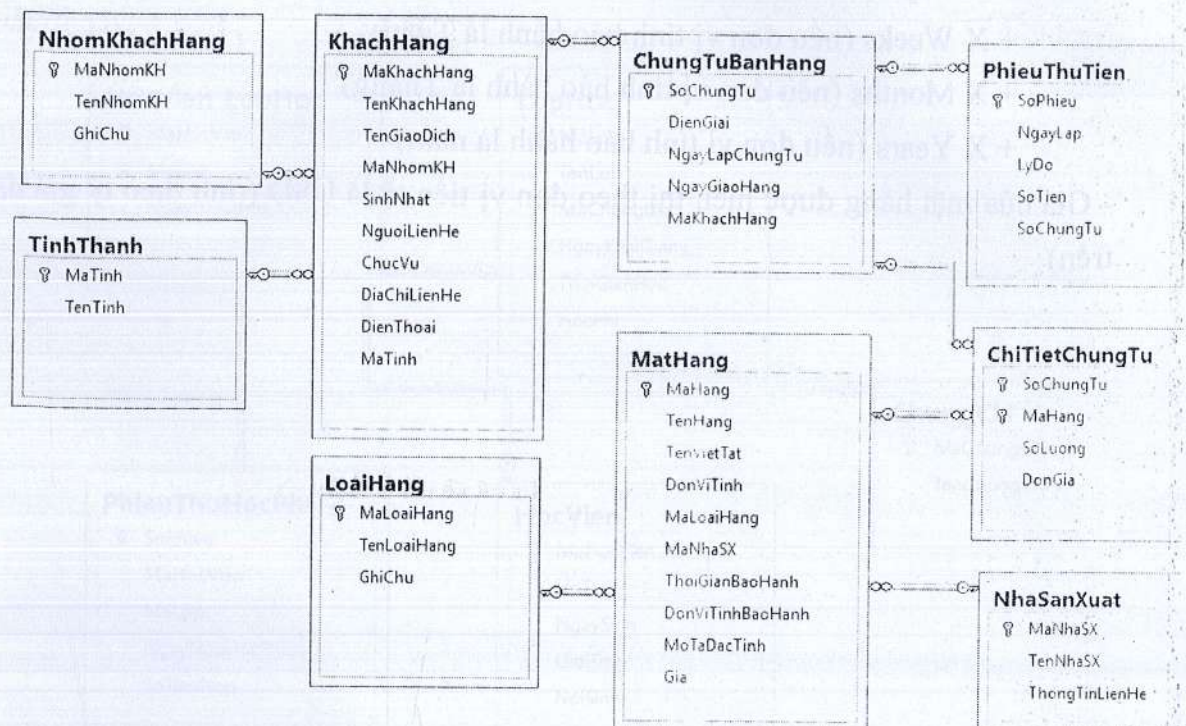 NhomKhachHang
MaNhomKH
TenNhomKH
GhiChu
TinhThanh
MaTinh
TenTinh
KhachHang
MaKhachHang
TenKhachHang
TenGiaoDich
MaNhomKH
SinhNhat
NguoiLienHe
ChucVu
DiaChiLienHe
DienThoai
MaTinh
LoaiHang
MaLoaiHang
TenLoaiHang
GhiChu
ChungTuBanHang
SoChungTu
DienGiai
NgayLapChungTu
NgayGiaoHang
MaKhachHang
MatHang
MaHang
TenHang
TenVietTat
DonViTinh
MaLoaiHang
MaNhaSX
ThoiGianBaoHanh
DonViTinhBaoHanh
MoTaDacTinh
Gia
PhieuThuTien
SoPhieu
NgayLap
LyDo
SoTien
SoChungTu
ChiTietChungTu
SoChungTu
MaHang
SoLuong
DonGia
NhaSanXuat
MaNhaSX
TenNhaSX
ThongTinLienHe